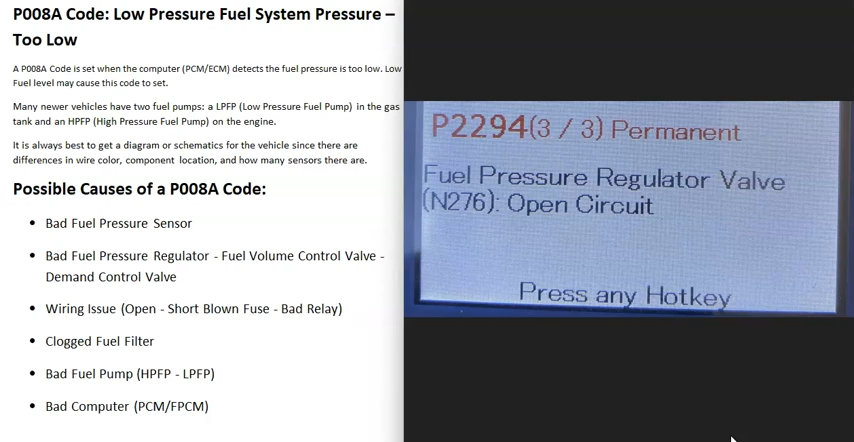 P008A Code: Low Pressure Fuel System Pressure –
Too Low
A P008A Code is set when the computer (PCM/ECM) detects the fuel pressure is too low. Low
Fuel level may cause this code to set.
Many newer vehicles have two fuel pumps: a LPFP (Low Pressure Fuel Pump) in the gas
tank and an HPFP (High Pressure Fuel Pump) on the engine.
It is always best to get a diagram or schematics for the vehicle since there are
differences in wire color, component location, and how many sensors there are.
Possible Causes of a P008A Code:
Bad Fuel Pressure Sensor
Bad Fuel Pressure Regulator - Fuel Volume Control Valve -
Demand Control Valve
Wiring Issue (Open - Short Blown Fuse - Bad Relay)
Clogged Fuel Filter
Bad Fuel Pump (HPFP - LPFP)
Bad Computer (PCM/FPCM)
P2294(3 / 3) Permanent
Fuel Pressure Regulator Valve
(N276): Open Circuit
Press any Hotkey